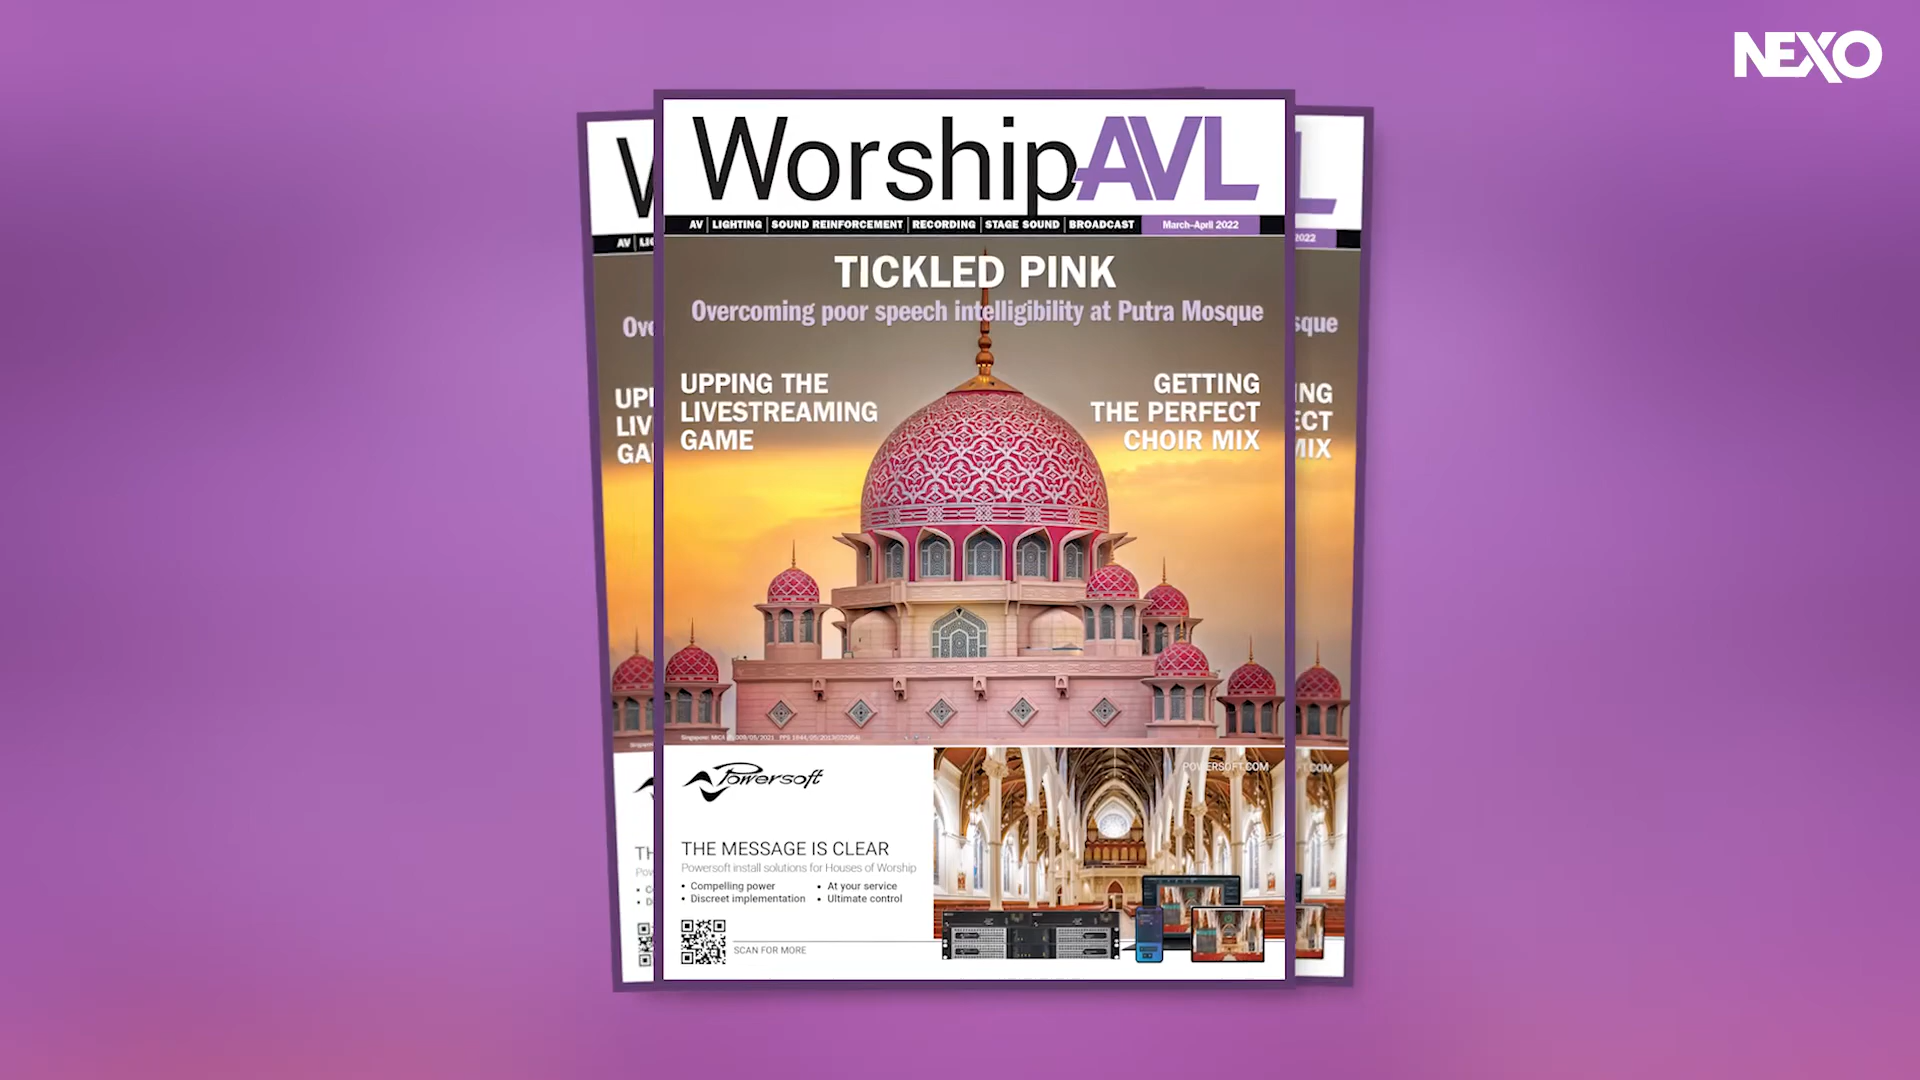 NEXO
WorshipAVL
AV | LIGHTING | SOUND REINFORCEMENT | RECORDING | STAGE SOUND | BROADCAST
March–April 2022
TICKLED PINK
Overcoming poor speech intelligibility at Putra Mosque
UPPING THE
LIVESTREAMING
GAME
GETTING
THE PERFECT
CHOIR MIX
Powersoft
POWERSOFT.COM
THE MESSAGE IS CLEAR
Powersoft install solutions for Houses of Worship
• Compelling power
• Discreet implementation
• At your service
• Ultimate control
SCAN FOR MORE